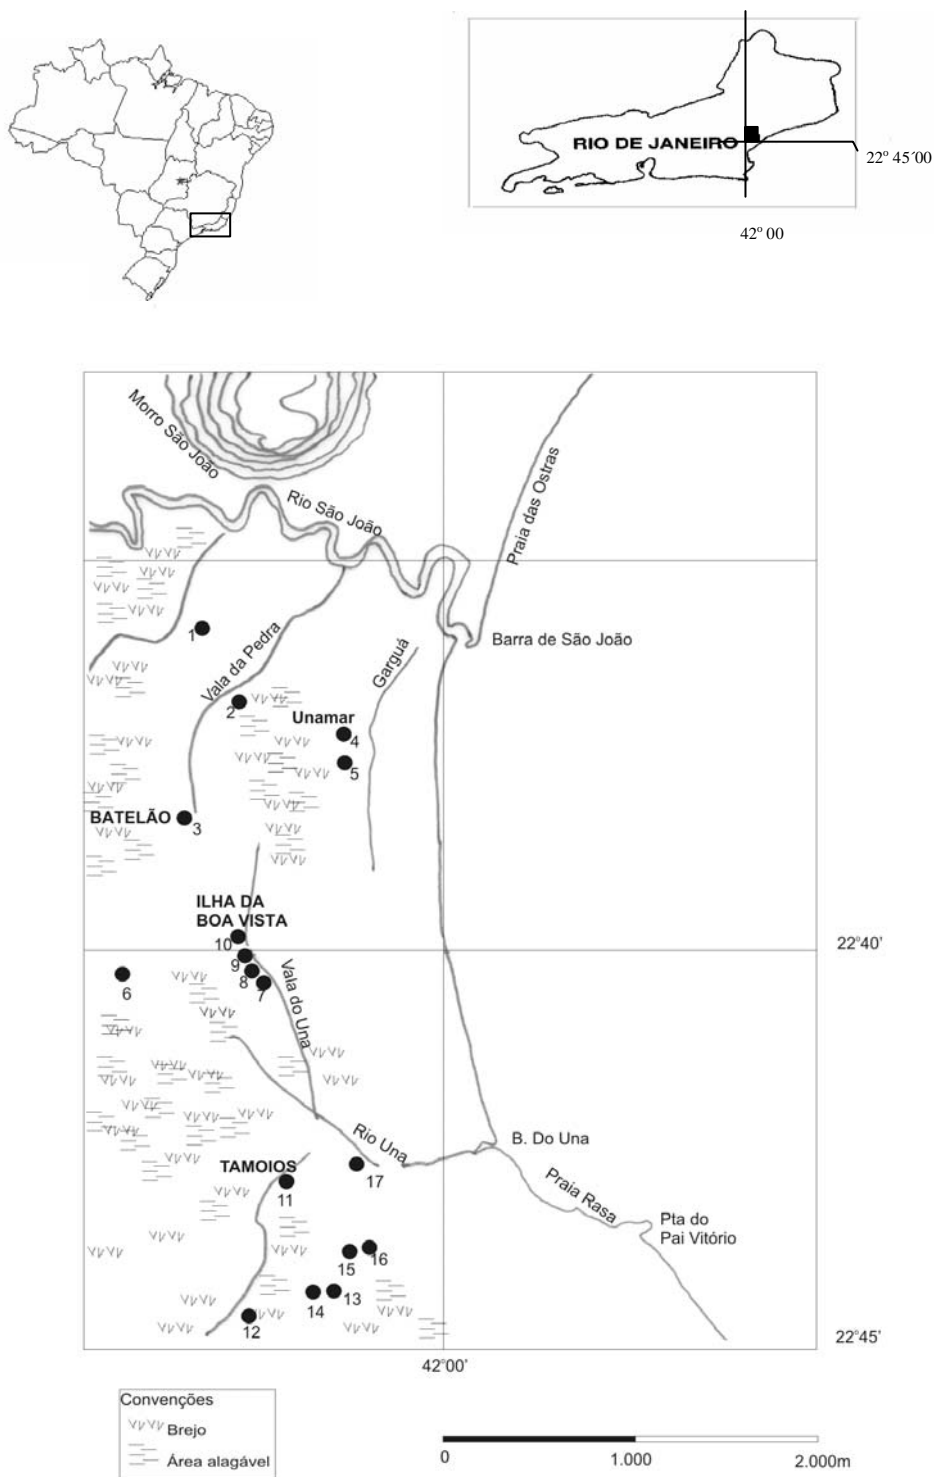 RIO DE JANEIRO
22º 45´00
42º 00
Morro São João
Rio São João
Praia das Ostras
Barra de São João
1
Vala da Pedra
Garguá
2
Unamar
4
5
BATELÃO
3
ILHA DA
BOA VISTA
10
9
8
7
6
Vala do Una
22°40'
Rio Una
B. Do Una
TAMOIOS
11
17
Praia Rasa
Pta do
Pai Vitório
15
16
14
13
12
22°45'
42°00'
Convenções
Brejo
Área alagável
0
1.000
2.000m